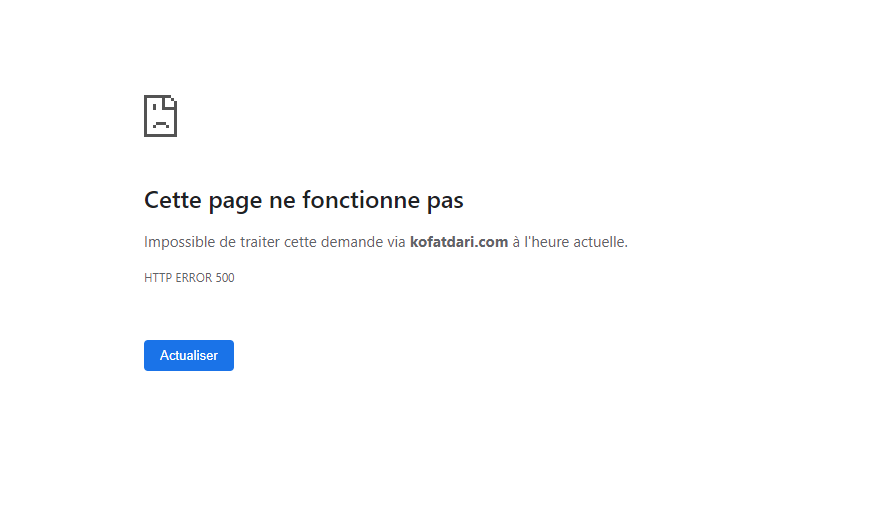 Cette page ne fonctionne pas
Impossible de traiter cette demande via kofatdari.com à l'heure actuelle.
HTTP ERROR 500
Actualiser